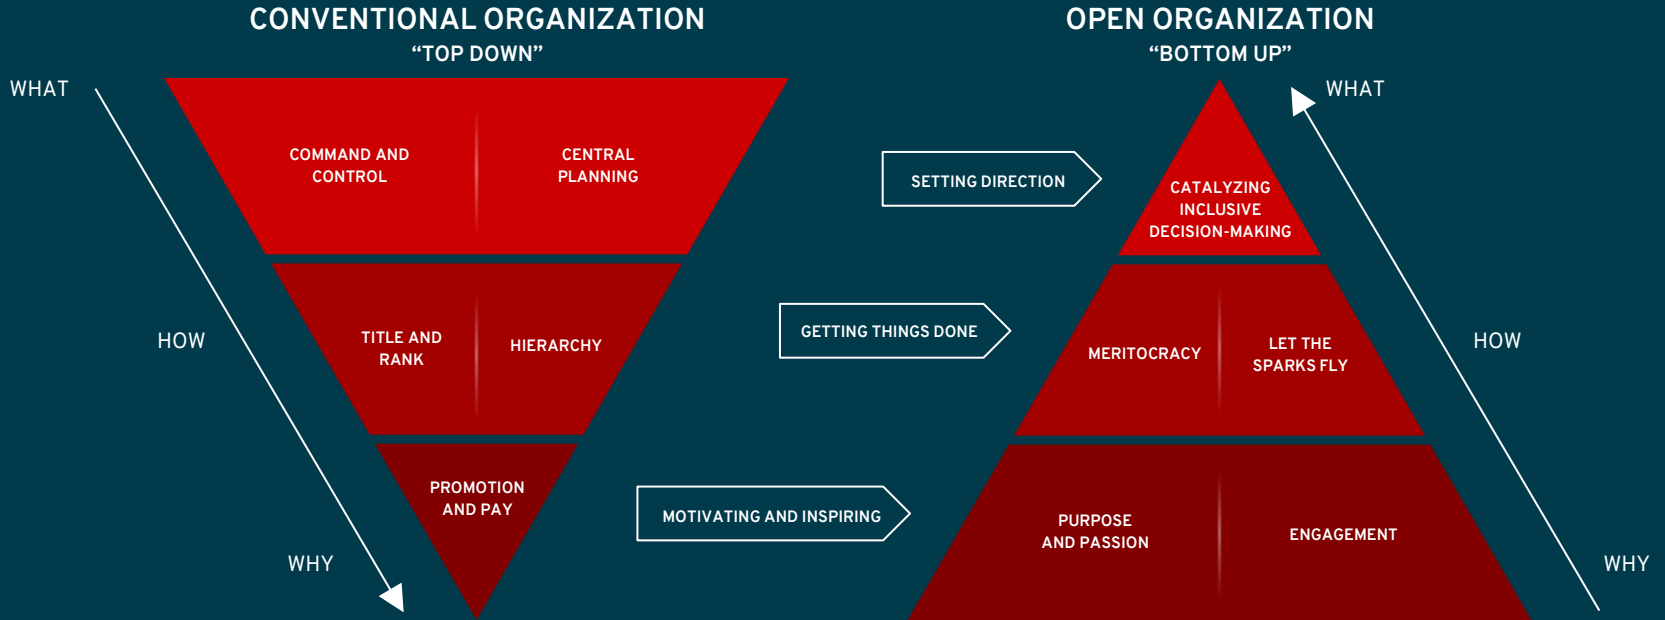 CONVENTIONAL ORGANIZATION
“TOP DOWN”
WHAT
COMMAND AND
CONTROL
CENTRAL
PLANNING
HOW
TITLE AND
RANK
HIERARCHY
PROMOTION
AND PAY
WHY
SETTING DIRECTION
GETTING THINGS DONE
MOTIVATING AND INSPIRING
OPEN ORGANIZATION
“BOTTOM UP”
WHAT
CATALYZING
INCLUSIVE
DECISION-MAKING
MERITOCRACY
LET THE
SPARKS FLY
HOW
PURPOSE
AND PASSION
ENGAGEMENT
WHY